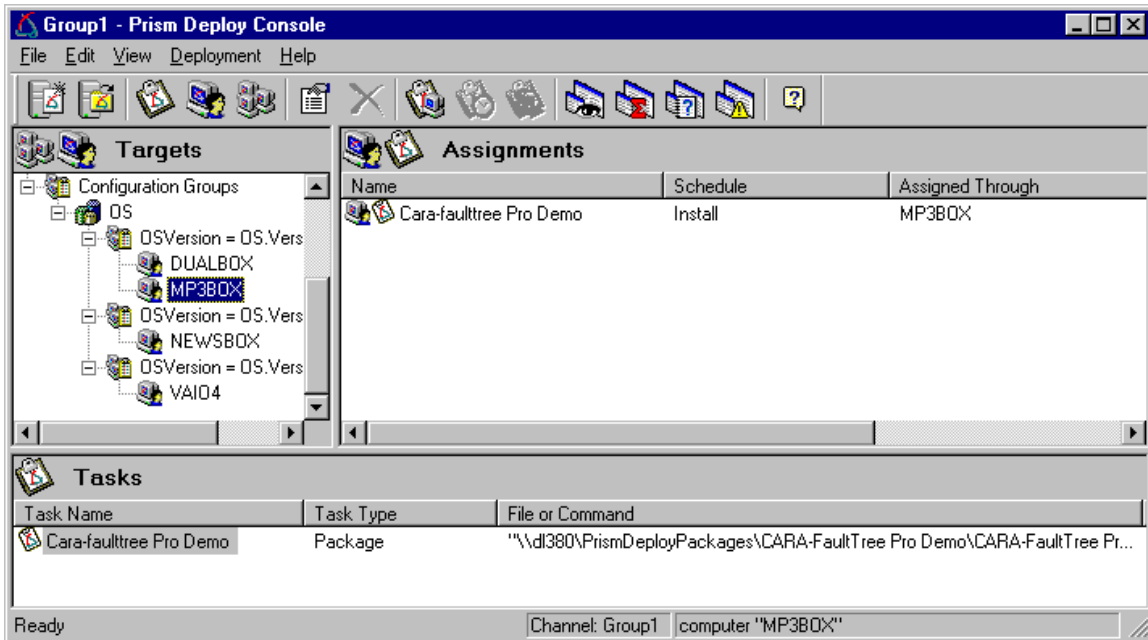 Group1 - Prism Deploy Console
File Edit View Deployment Help
Targets
Configuration Groups
OS
OSVersion = OS.Vers
DUALBOX
MP3BOX
OSVersion = OS.Vers
NEWSBOX
OSVersion = OS.Vers
VAIO4
Assignments
Name Schedule Assigned Through
Cara-faulttree Pro Demo Install MP3BOX
Tasks
Task Name Task Type File or Command
Cara-faulttree Pro Demo Package "\\dl380\PrismDeployPackages\CARA-FaultTree Pro Demo\CARA-FaultTree Pr...
Ready Channel: Group1 computer "MP3BOX"